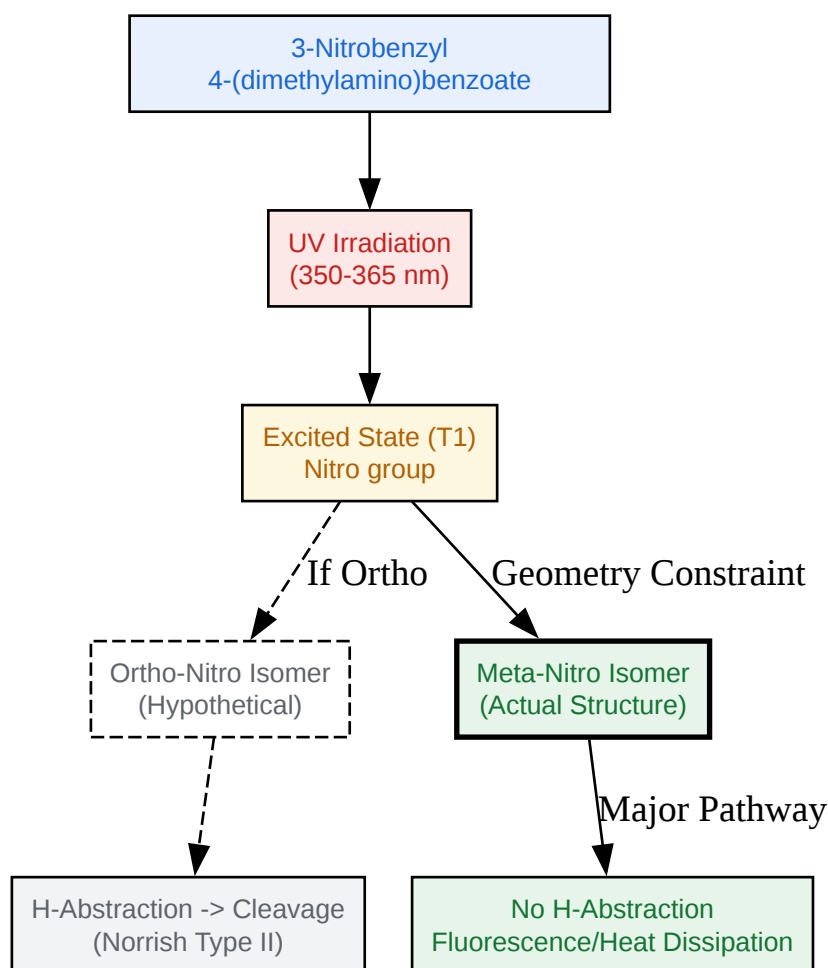 3-Nitrobenzyl
4-(dimethylamino)benzoate
UV Irradiation
(350-365 nm)
Excited State (T1)
Nitro group
If Ortho
Geometry Constraint
Ortho-Nitro Isomer
(Hypothetical)
Meta-Nitro Isomer
(Actual Structure)
Major Pathway
H-Abstraction -> Cleavage
(Norrish Type II)
No H-Abstraction
Fluorescence/Heat Dissipation